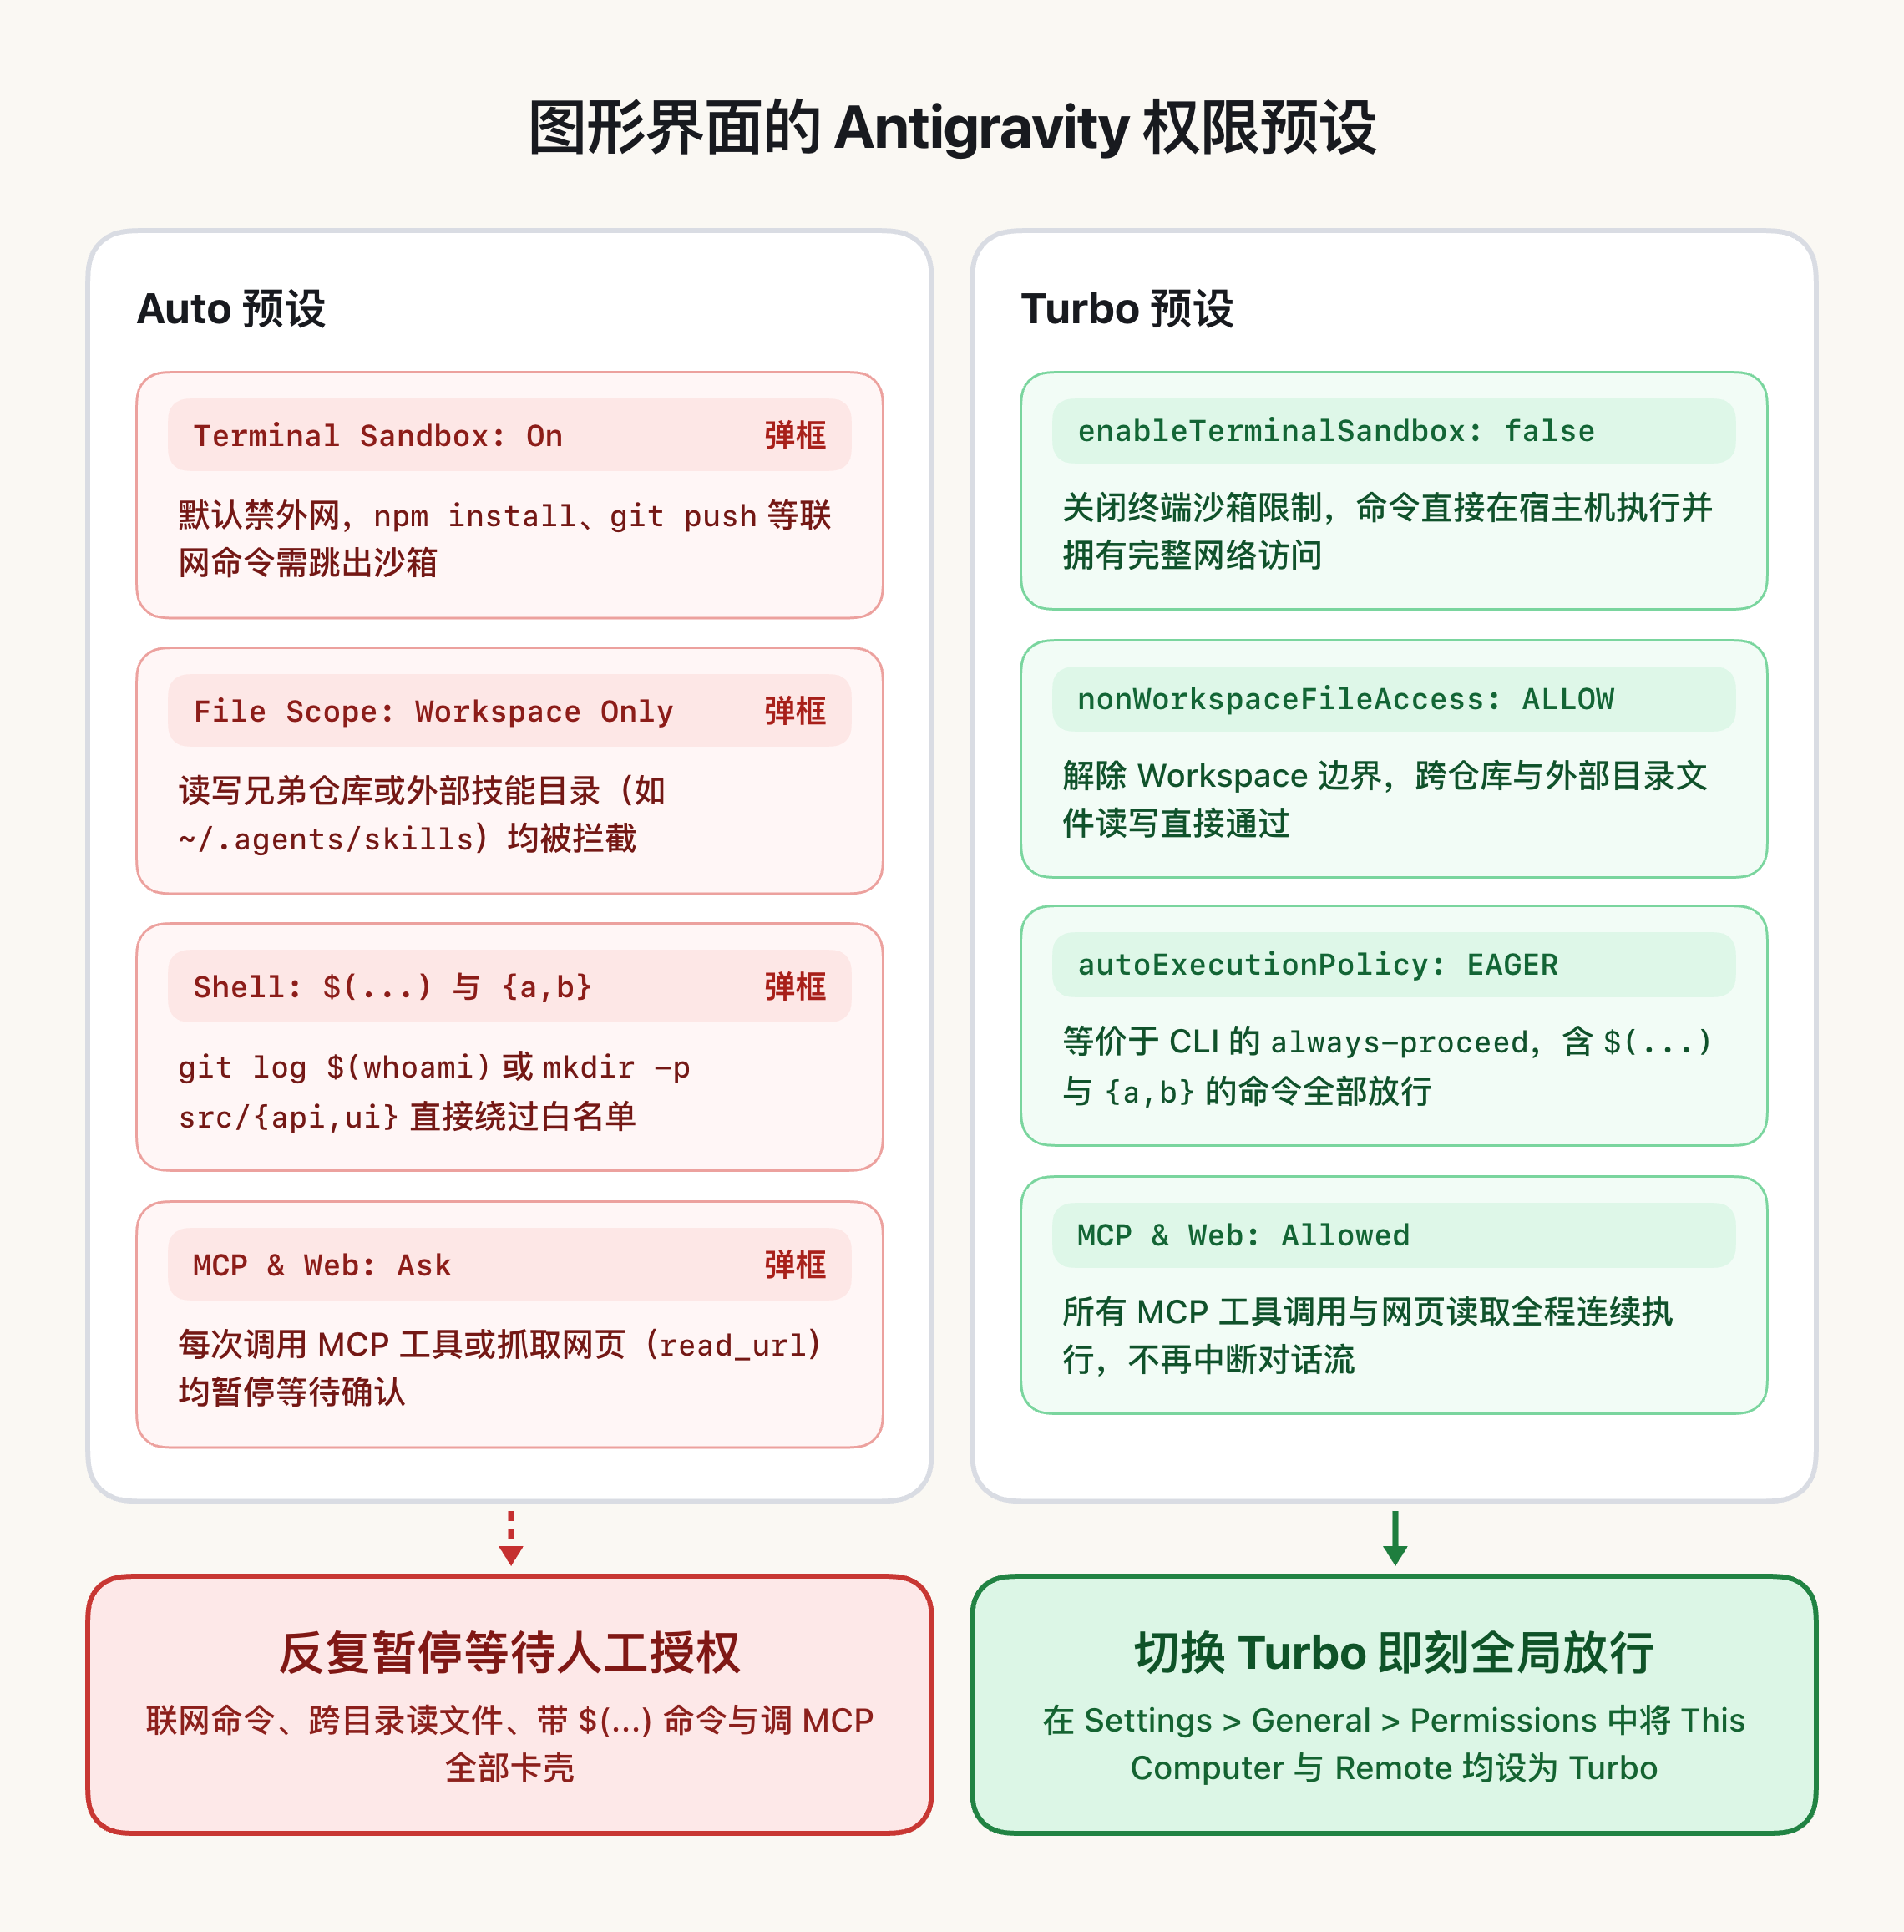 图形界面的 Antigravity 权限预设
Auto 预设
Terminal Sandbox: On 弹框
默认禁外网，npm install、git push 等联
网命令需跳出沙箱
File Scope: Workspace Only 弹框
读写兄弟仓库或外部技能目录（如
~/.agents/skills）均被拦截
Shell: $(...) 与 {a,b} 弹框
git log $(whoami) 或 mkdir -p
src/{api,ui} 直接绕过白名单
MCP & Web: Ask 弹框
每次调用 MCP 工具或抓取网页（read_url）
均暂停等待确认
反复暂停等待人工授权
联网命令、跨目录读文件、带 $(...) 命令与调 MCP
全部卡壳
Turbo 预设
enableTerminalSandbox: false
关闭终端沙箱限制，命令直接在宿主机执行并
拥有完整网络访问
nonWorkspaceFileAccess: ALLOW
解除 Workspace 边界，跨仓库与外部目录文
件读写直接通过
autoExecutionPolicy: EAGER
等价于 CLI 的 always-proceed，含 $(...)
与 {a,b} 的命令全部放行
MCP & Web: Allowed
所有 MCP 工具调用与网页读取全程连续执
行，不再中断对话流
切换 Turbo 即刻全局放行
在 Settings > General > Permissions 中将 This
Computer 与 Remote 均设为 Turbo